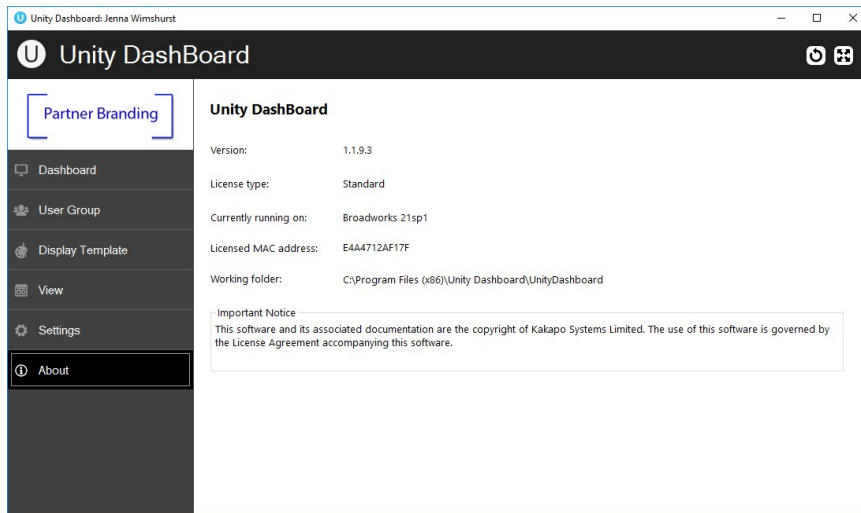 Unity Dashboard: Jenna Wimshurst
Unity DashBoard
Partner Branding
Dashboard
User Group
Display Template
View
Settings
About
Unity DashBoard
Version: 1.1.9.3
License type: Standard
Currently running on: Broadworks 21sp1
Licensed MAC address: E4A4712AF17F
Working folder: C:\Program Files (x86)\Unity Dashboard\UnityDashboard
Important Notice
This software and its associated documentation are the copyright of Kakapo Systems Limited. The use of this software is governed by
the License Agreement accompanying this software.